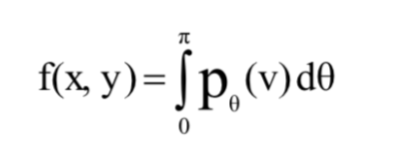 f(x, y) = ∫₀^π p_θ(v) dθ